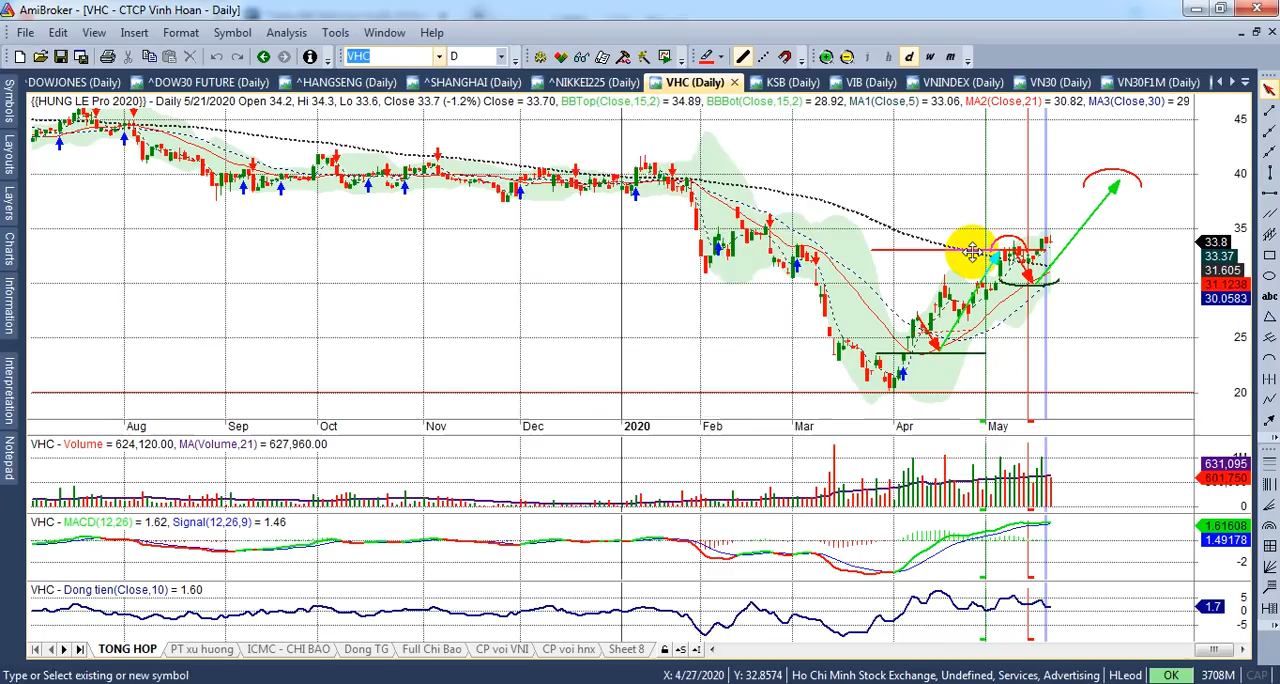 AmiBroker - [VHC - CTCP Vinh Hoan - Daily]
File Edit View Insert Format Symbol Analysis Tools Window Help
VHC D i h d w m
DOWJONES (Daily) ^DOW30 FUTURE (Daily) ^HANGSENG (Daily) ^SHANGHAI (Daily) ^NIKKEI225 (Daily) VHC (Daily) KSB (Daily) VIB (Daily) VNINDEX (Daily) VN30 (Daily) VN30F1M (Daily)
{{HUNG LE Pro 2020}} - Daily 5/21/2020 Open 34.2, Hi 34.3, Lo 33.6, Close 33.7 (-1.2%) Close = 33.70, BBTop(Close,15,2) = 34.89, BBBot(Close,15,2) = 28.92, MA1(Close,5) = 33.06, MA2(Close,21) = 30.82, MA3(Close,30) = 29
45
40
35
33.8
33.37
31.605
31.1238
30.0583
25
20
Aug Sep Oct Nov Dec 2020 Feb Mar Apr May
VHC - Volume = 624,120.00, MA(Volume,21) = 627,960.00
631,095
601,750
0
VHC - MACD(12,26) = 1.62, Signal(12,26,9) = 1.46
1.61608
1.49178
-2
VHC - Dong tien(Close,10) = 1.60
5
1.7
0
-5
TONG HOP PT xu huong ICMC - CHI BAO Dong TG Full Chi Bao CP voi VNI CP voi hnx Sheet 8
Type or Select existing or new symbol X: 4/27/2020 Y: 32.8574 Ho Chi Minh Stock Exchange, Undefined, Services, Advertising HLeod OK 3708M CAP
Symbols
Layouts
Layers
Charts
Information
Interpretation
Notepad
abc